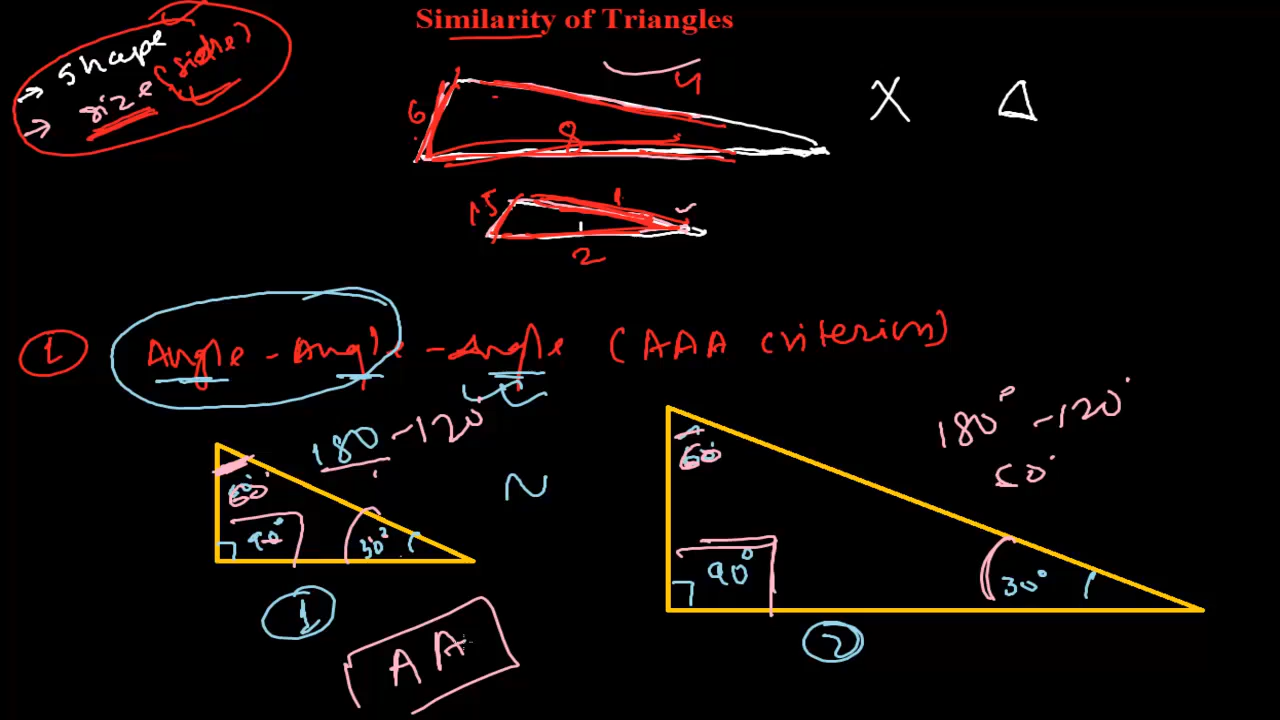 Similarity of Triangles
→ shape
→ size (side)
6
4
8
X Δ
1.5
1
2
1 Angle - Angle - Angle (AAA criterion)
180 - 120°
180° - 120°
60°
~
60°
90°
30°
60°
90°
30°
1
2
AA